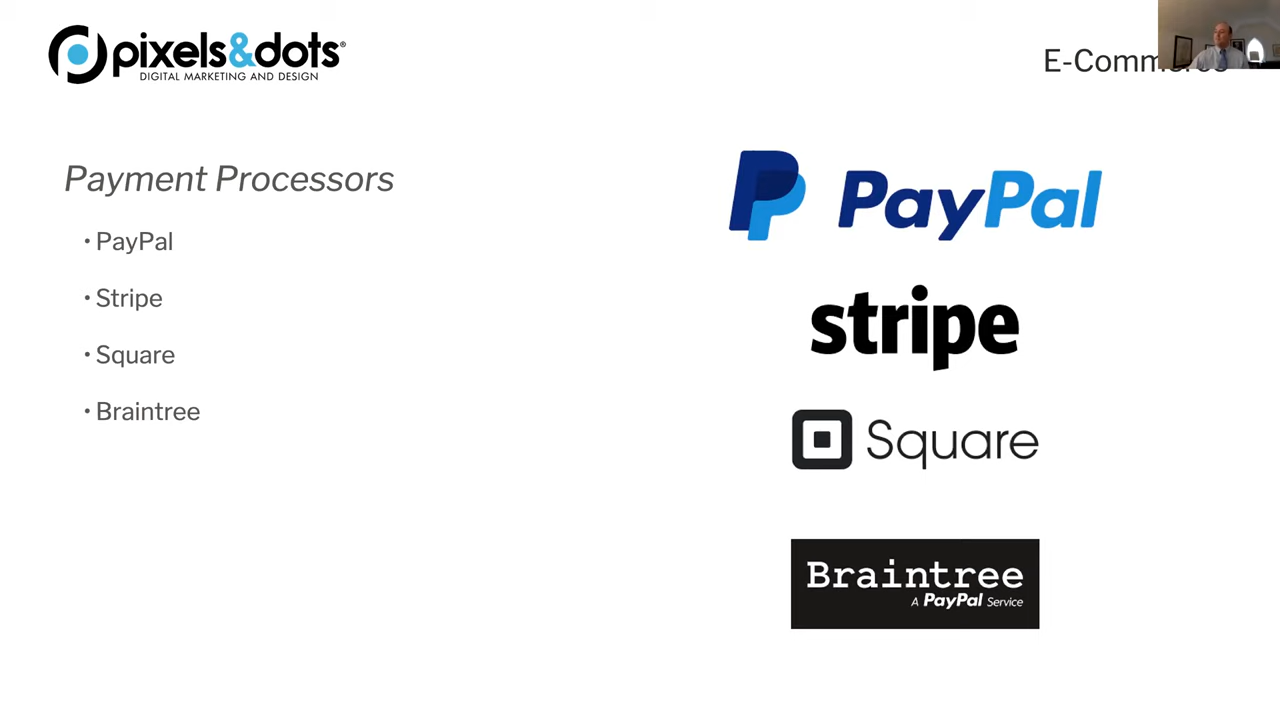 pixels&dots®
DIGITAL MARKETING AND DESIGN
Payment Processors
• PayPal
• Stripe
• Square
• Braintree
PayPal
stripe
Square
Braintree
A PayPal Service